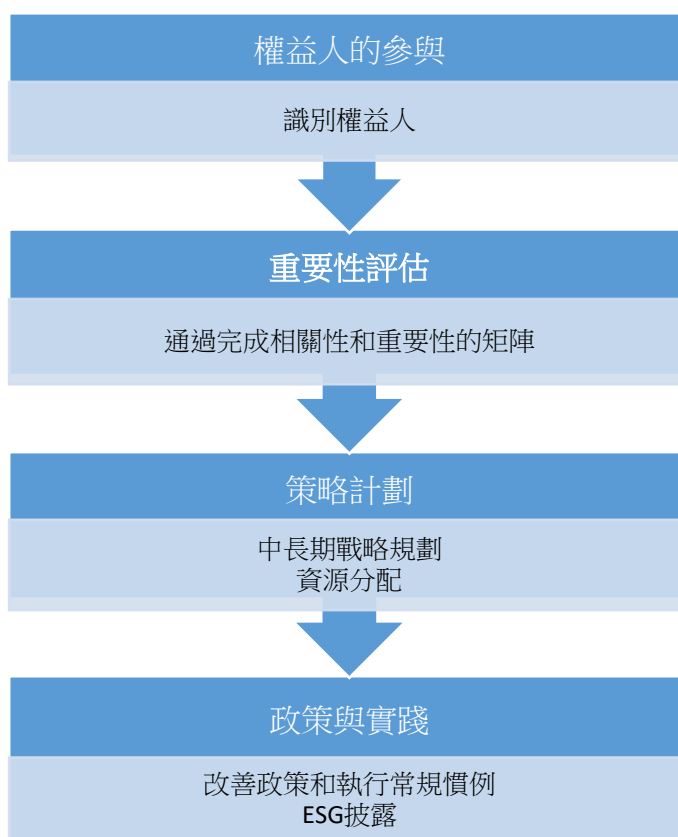 權益人的參與
識別權益人
重要性評估
通過完成相關性和重要性的矩陣
策略計劃
中長期戰略規劃
資源分配
政策與實踐
改善政策和執行常規慣例
ESG披露